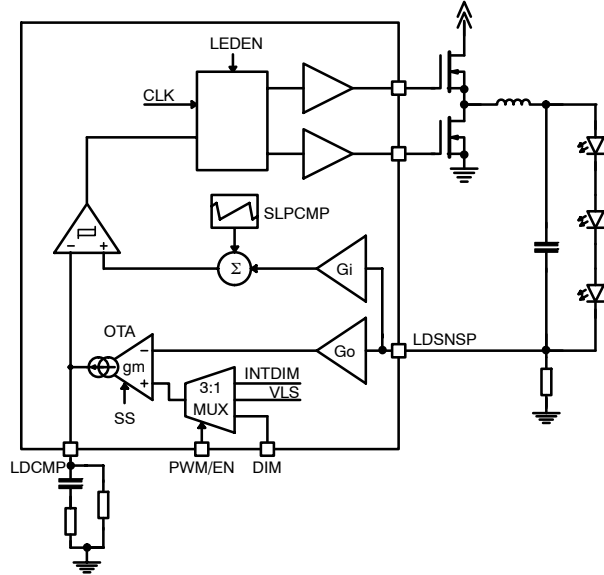 LEDEN
CLK
SLPCMP
− +
Σ
Gi
OTA
− LDSNSP
gm Go
+ INTDIM
3:1 VLS
MUX
SS
LDCMP PWM/EN DIM